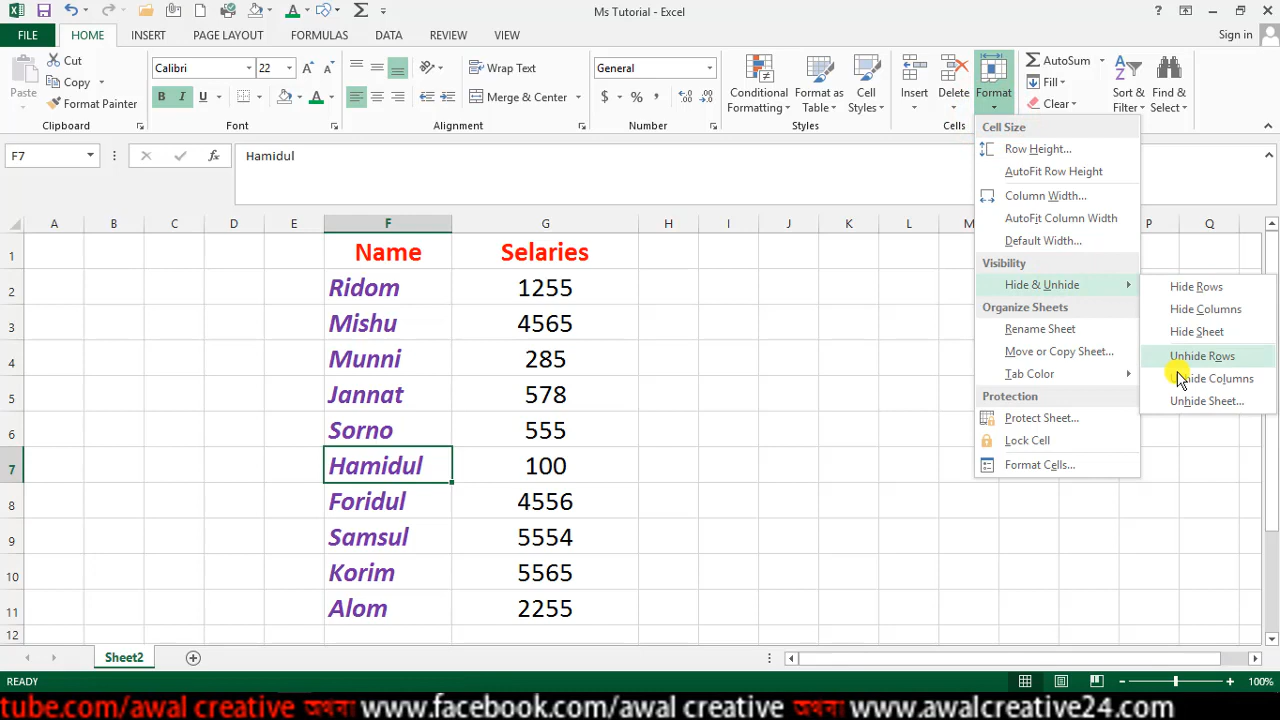 Ms Tutorial - Excel
FILE HOME INSERT PAGE LAYOUT FORMULAS DATA REVIEW VIEW Sign in
Paste
Cut
Copy
Format Painter
Clipboard
Calibri 22
B I U
Font
Wrap Text
Merge & Center
Alignment
General
$ % ,
Number
Conditional Formatting
Format as Table
Cell Styles
Styles
Insert
Delete
Format
Cells
AutoSum
Fill
Clear
Sort & Filter
Find & Select
F7 fx Hamidul
A B C D E F G H I J K L M P Q
1 Name Selaries
2 Ridom 1255
3 Mishu 4565
4 Munni 285
5 Jannat 578
6 Sorno 555
7 Hamidul 100
8 Foridul 4556
9 Samsul 5554
10 Korim 5565
11 Alom 2255
12
Cell Size
Row Height...
AutoFit Row Height
Column Width...
AutoFit Column Width
Default Width...
Visibility
Hide & Unhide
Organize Sheets
Rename Sheet
Move or Copy Sheet...
Tab Color
Protection
Protect Sheet...
Lock Cell
Format Cells...
Hide Rows
Hide Columns
Hide Sheet
Unhide Rows
Unhide Columns
Unhide Sheet...
Sheet2
READY 100%
tube.com/awal creative অথবা www.facebook.com/awalcreative অথবা www.awalcreative24.com